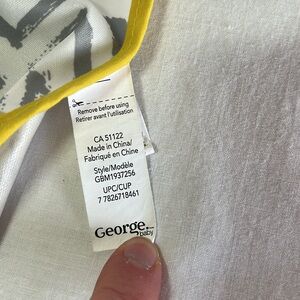 Remove before using
Retirer avant l'utilisation
CA 51122
Made in China/
Fabriqué en Chine
Style/Modèle
GBM1937256
UPC/CUP
7 7826718461
George.
baby